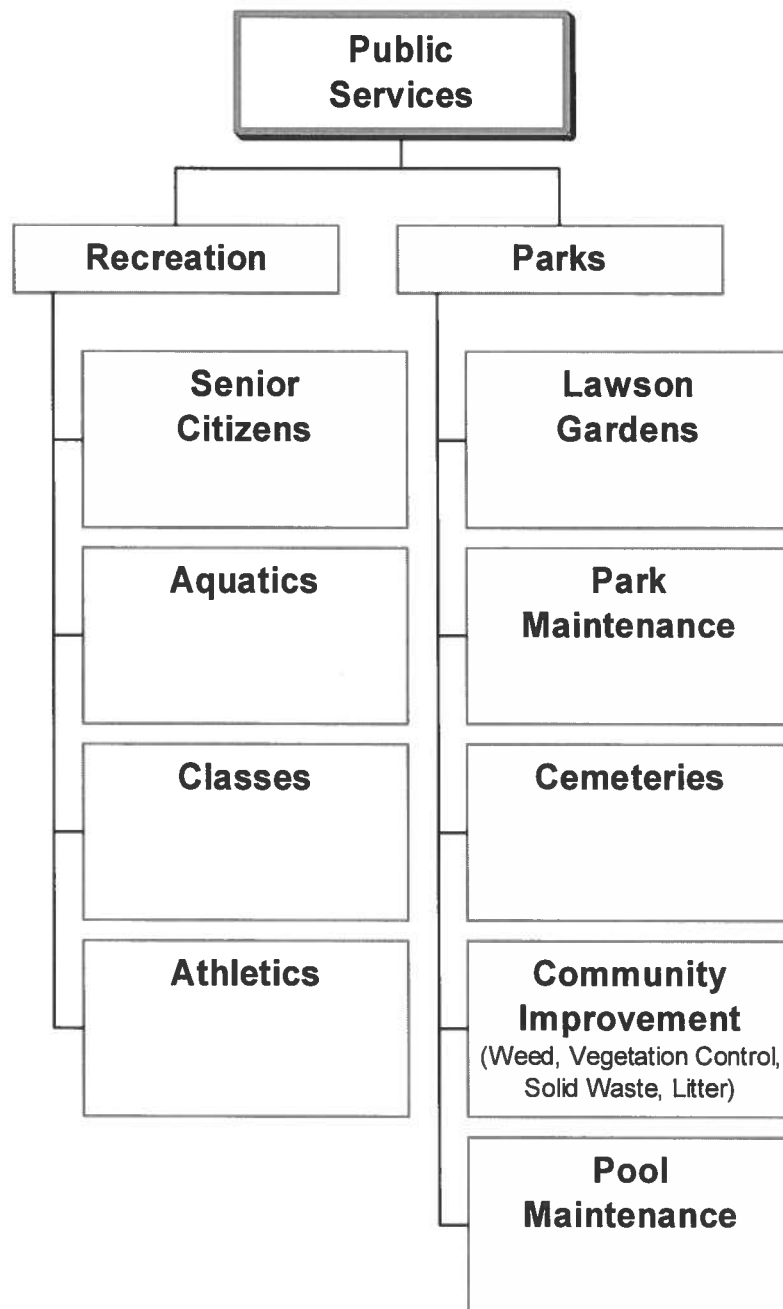 Public
Services
Recreation
Parks
Senior
Citizens
Lawson
Gardens
Aquatics
Park
Maintenance
Classes
Cemeteries
Athletics
Community
Improvement
(Weed, Vegetation Control,
Solid Waste, Litter)
Pool
Maintenance